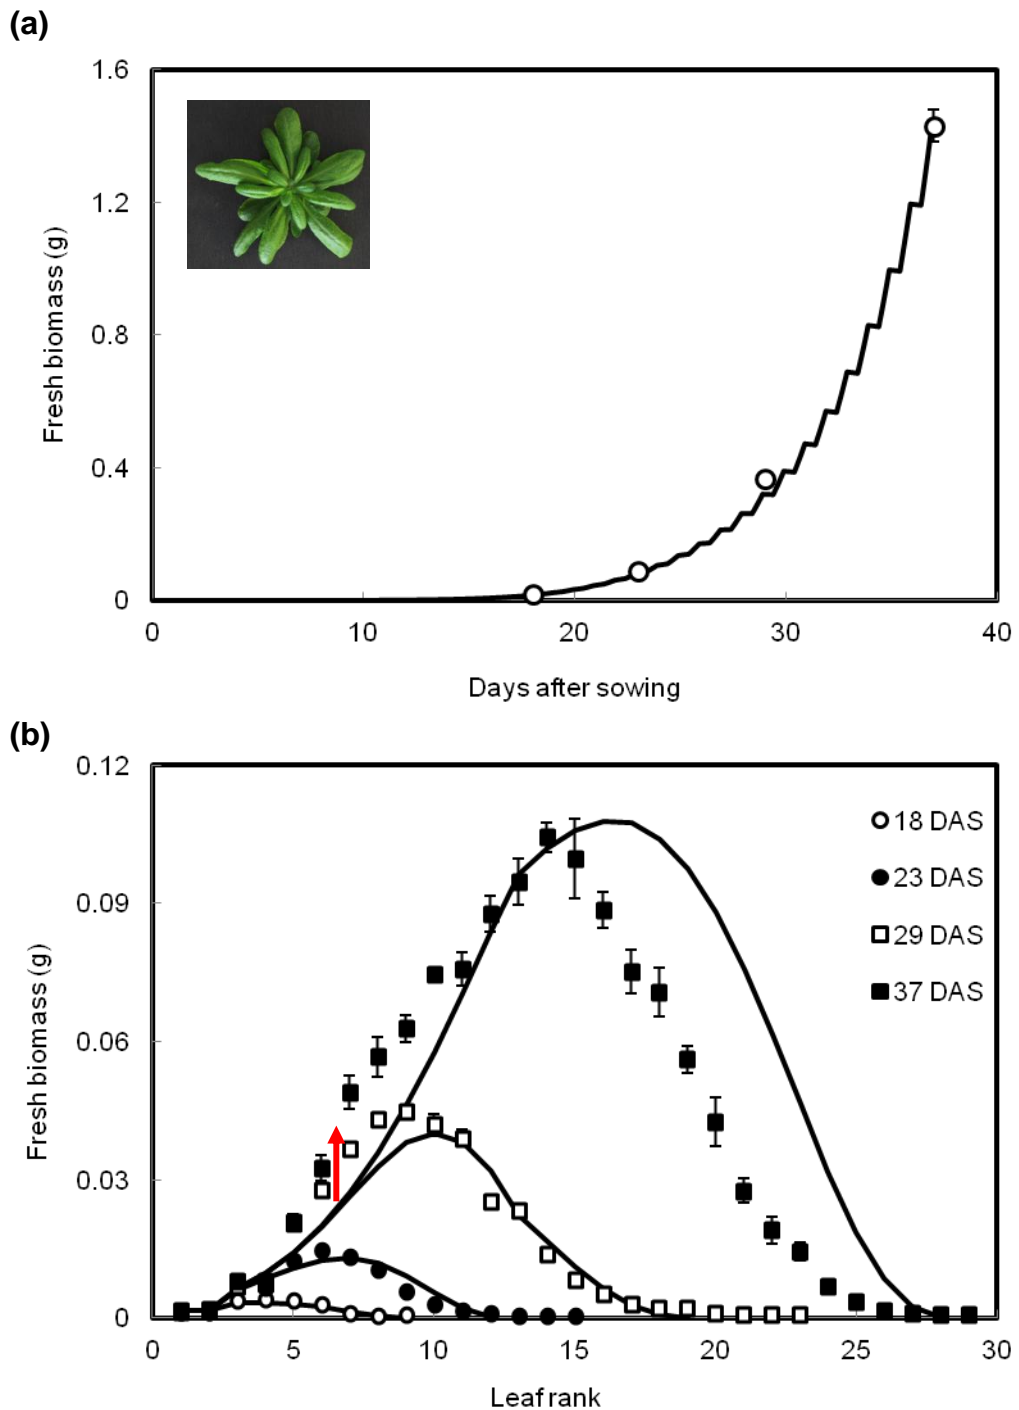 (a)
1.6
1.2
0.8
0.4
0
Fresh biomass (g)
0 10 20 30 40
Days after sowing
(b)
0.12
0.09
0.06
0.03
0
Fresh biomass (g)
18 DAS
23 DAS
29 DAS
37 DAS
0 5 10 15 20 25 30
Leaf rank